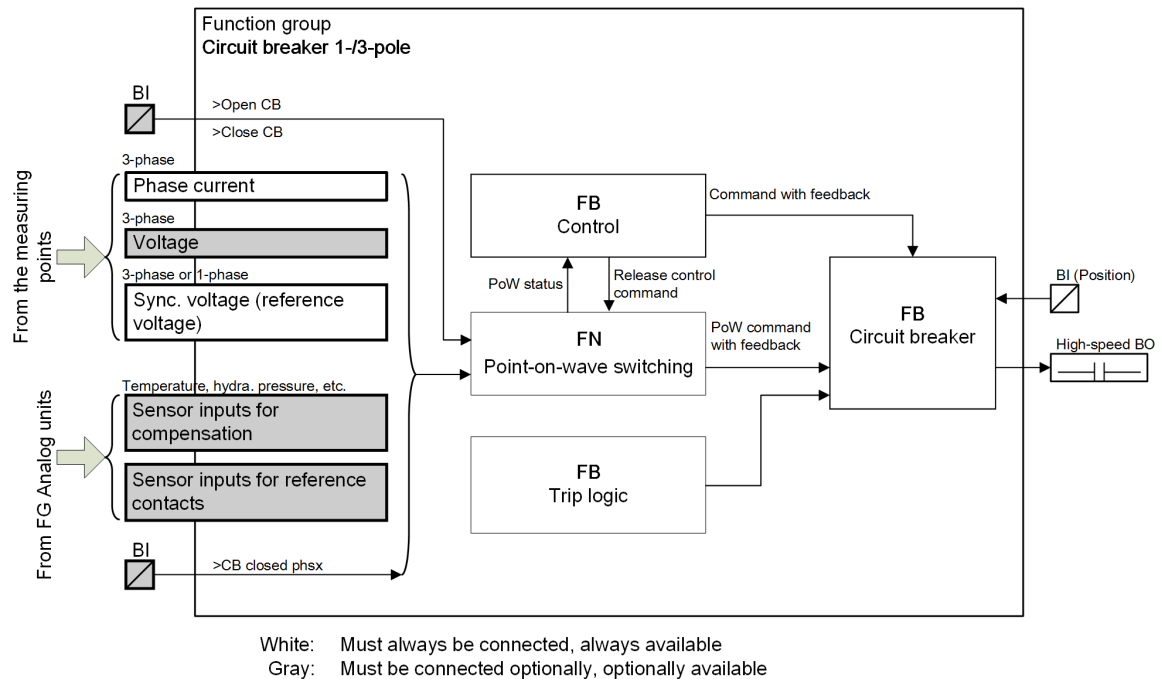 Function group
Circuit breaker 1-/3-pole
BI
>Open CB
>Close CB
From the measuring
points
3-phase
Phase current
3-phase
Voltage
3-phase or 1-phase
Sync. voltage (reference
voltage)
From FG Analog units
Temperature, hydra. pressure, etc.
Sensor inputs for
compensation
Sensor inputs for reference
contacts
BI
>CB closed phsx
FB
Control
Command with feedback
PoW status
Release control
command
FN
Point-on-wave switching
PoW command
with feedback
FB
Trip logic
FB
Circuit breaker
BI (Position)
High-speed BO
White: Must always be connected, always available
Gray: Must be connected optionally, optionally available